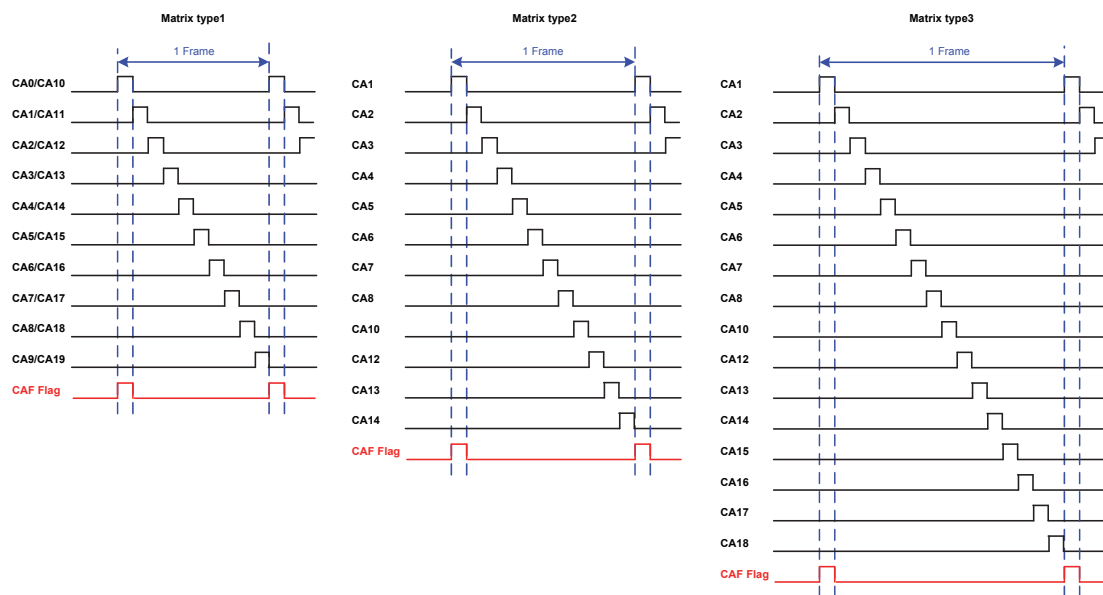 Matrix type1
1 Frame
CA0/CA10
CA1/CA11
CA2/CA12
CA3/CA13
CA4/CA14
CA5/CA15
CA6/CA16
CA7/CA17
CA8/CA18
CA9/CA19
CAF Flag
Matrix type2
1 Frame
CA1
CA2
CA3
CA4
CA5
CA6
CA7
CA8
CA10
CA12
CA13
CA14
CAF Flag
Matrix type3
1 Frame
CA1
CA2
CA3
CA4
CA5
CA6
CA7
CA8
CA10
CA12
CA13
CA14
CA15
CA16
CA17
CA18
CAF Flag